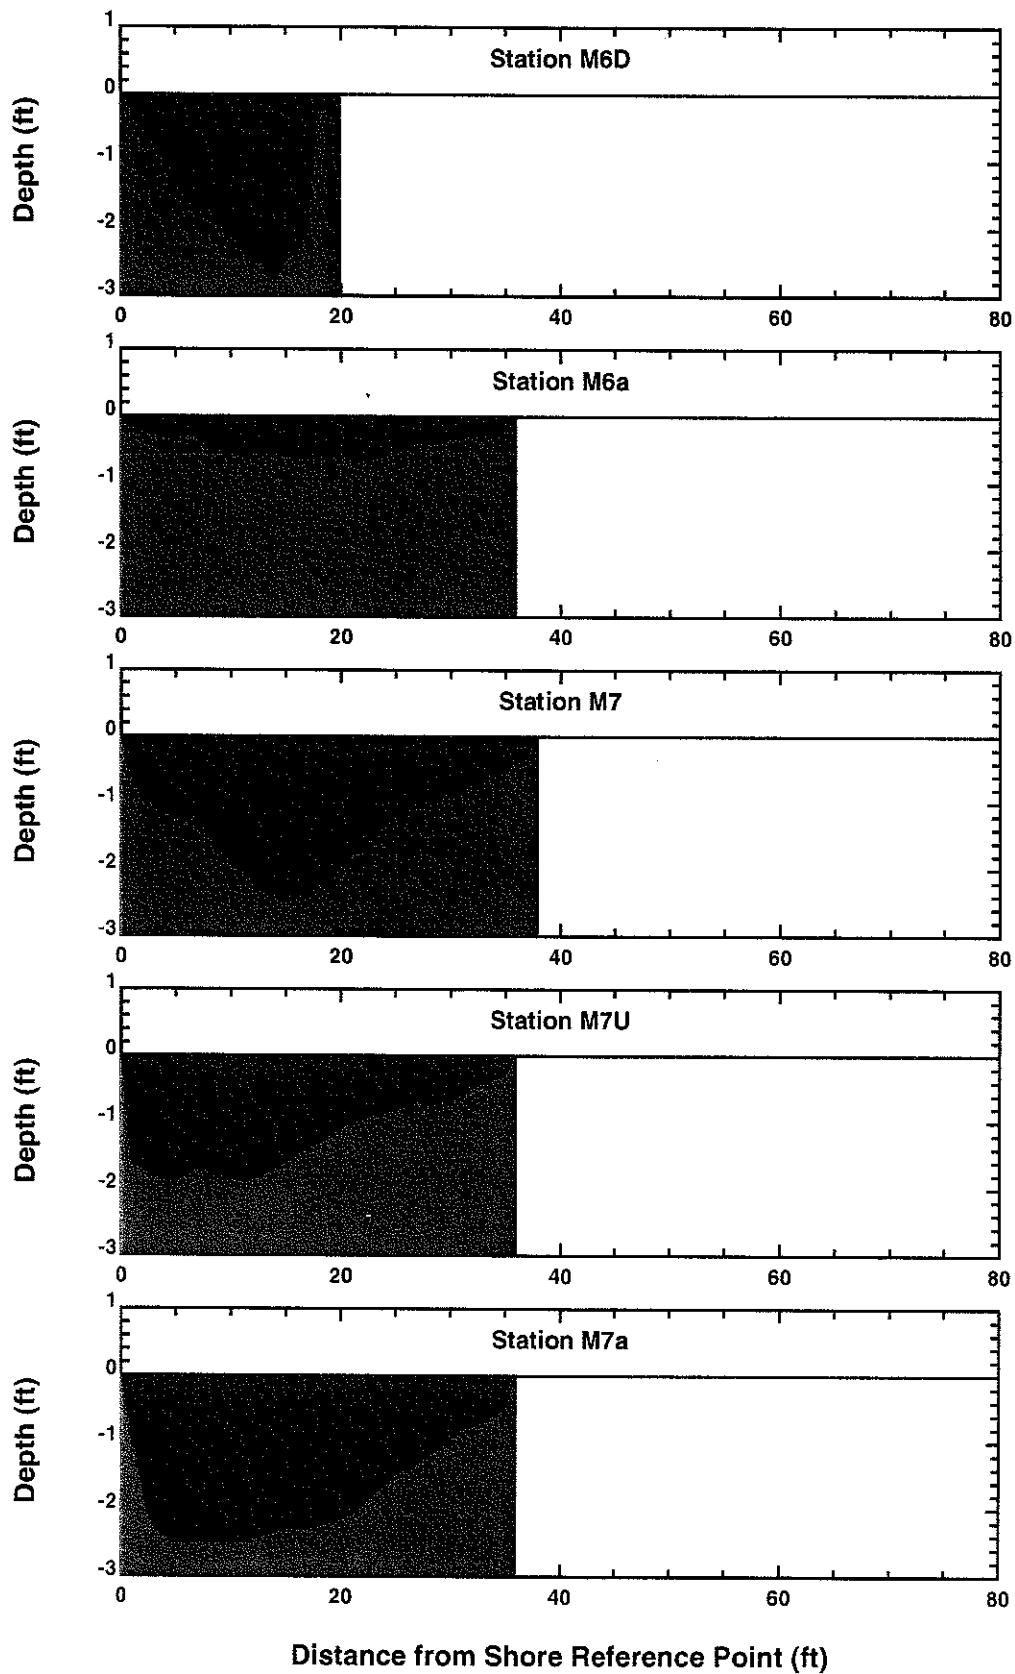 Station M6D
Depth (ft)
1
0
-1
-2
-3
0 20 40 60 80
Station M6a
Depth (ft)
1
0
-1
-2
-3
0 20 40 60 80
Station M7
Depth (ft)
1
0
-1
-2
-3
0 20 40 60 80
Station M7U
Depth (ft)
1
0
-1
-2
-3
0 20 40 60 80
Station M7a
Depth (ft)
1
0
-1
-2
-3
0 20 40 60 80
Distance from Shore Reference Point (ft)